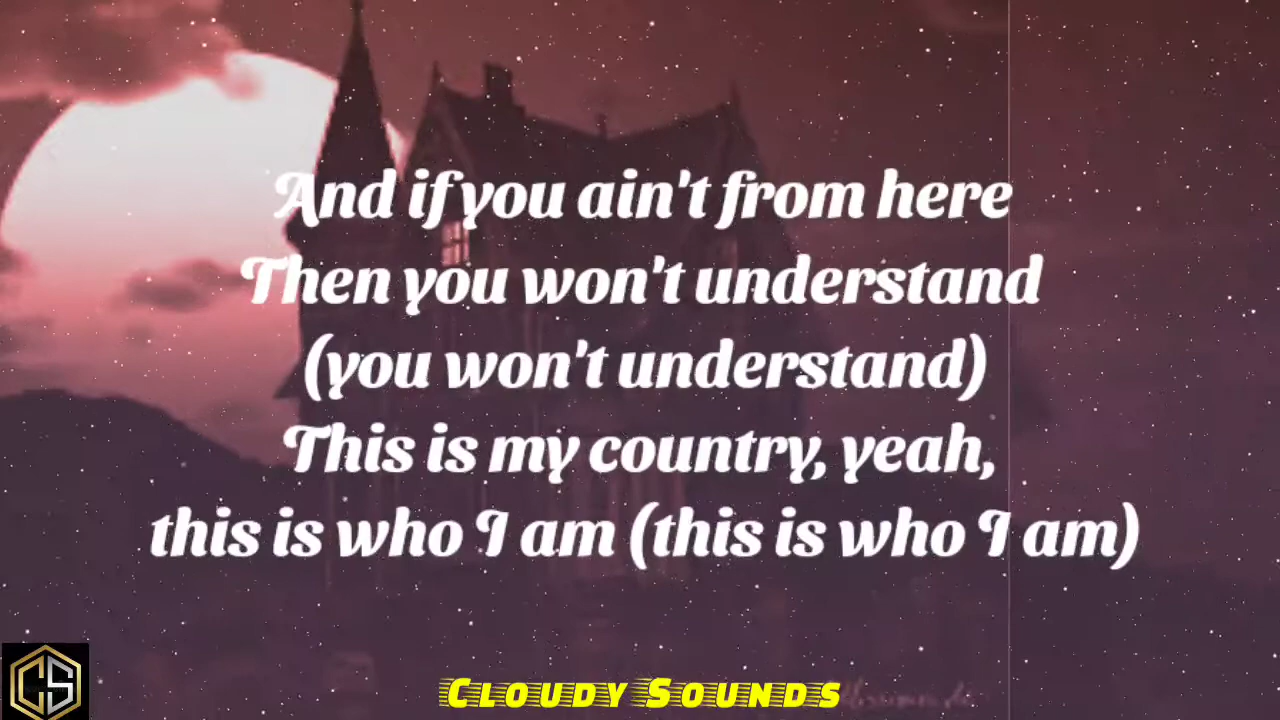 And if you ain't from here
Then you won't understand
(you won't understand)
This is my country, yeah,
this is who I am (this is who I am)
CS
Cloudy Sounds